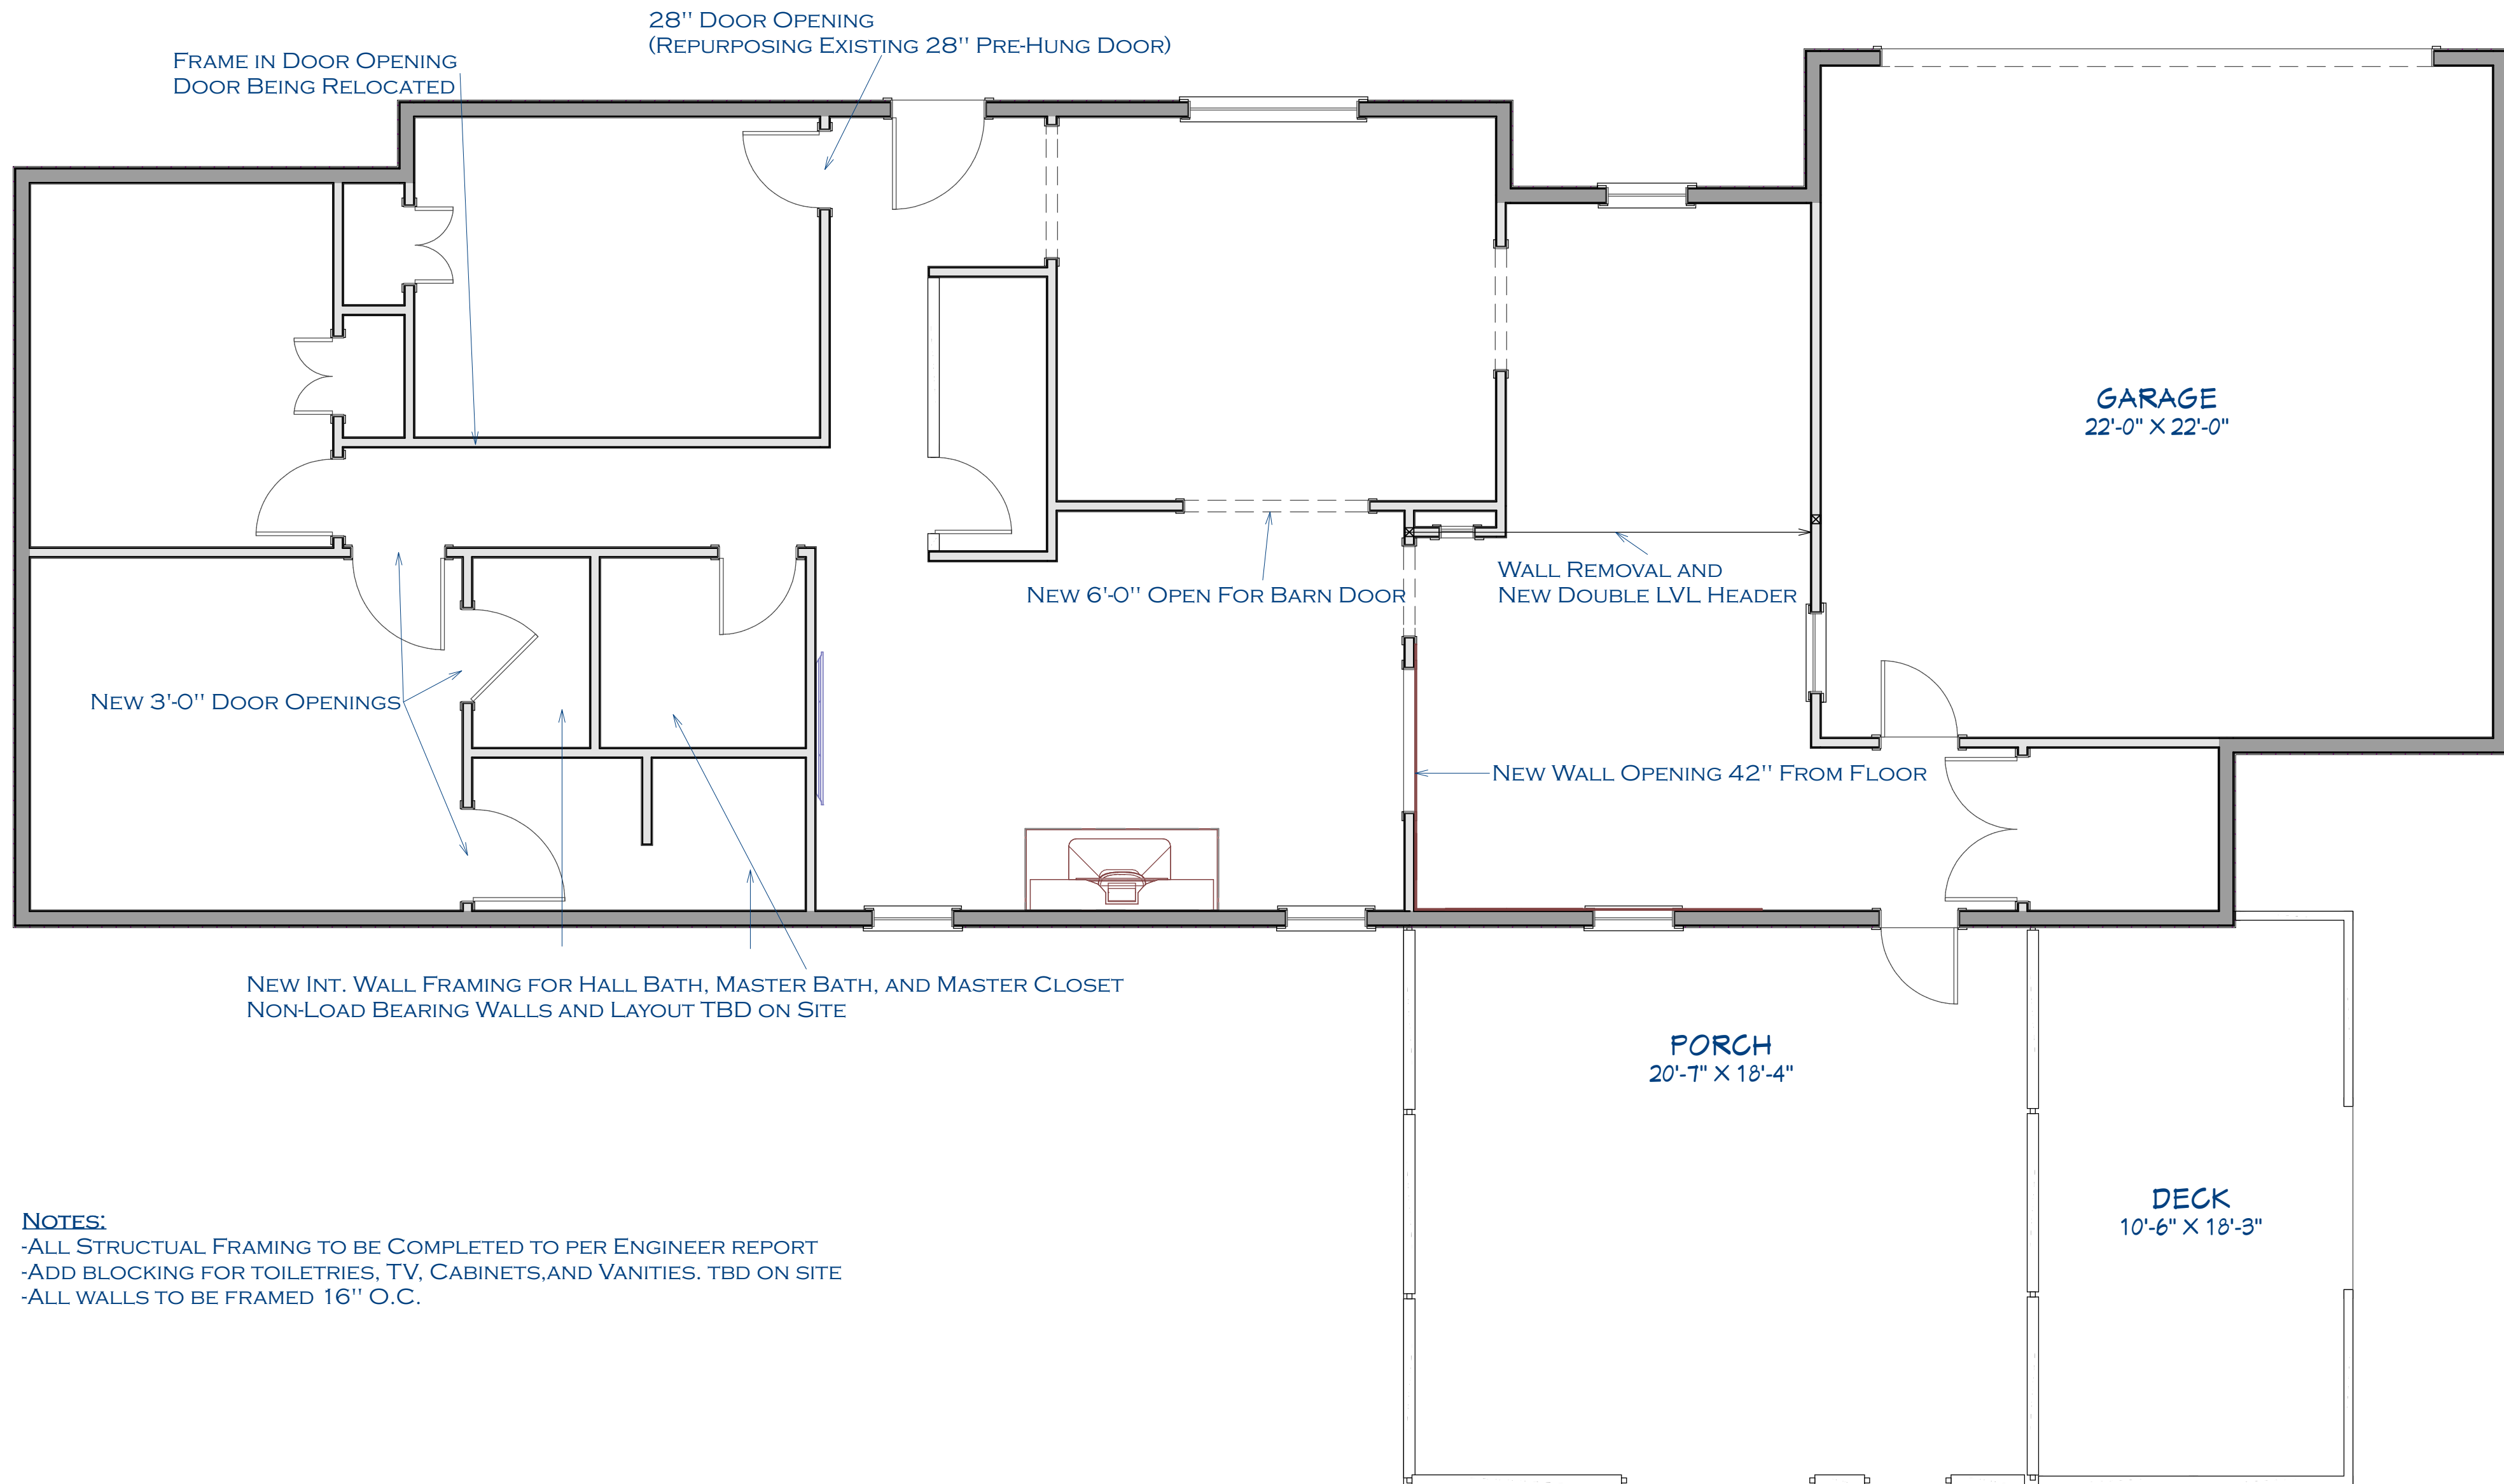 28" Door Opening
(Repurposing Existing 28" Pre-Hung Door)
Frame in Door Opening
Door Being Relocated
GARAGE
22'-0" X 22'-0"
Wall Removal and
New Double LVL Header
New 6'-0" Open For Barn Door
New 3'-0" Door Openings
New Wall Opening 42" From Floor
New Int. Wall Framing for Hall Bath, Master Bath, and Master Closet
Non-Load Bearing Walls and Layout TBD on Site
PORCH
20'-7" X 18'-4"
DECK
10'-6" X 18'-3"
Notes:
-All Structual Framing to be Completed to per Engineer report
-Add blocking for toiletries, TV, Cabinets,and Vanities. tbd on site
-All walls to be framed 16" O.C.